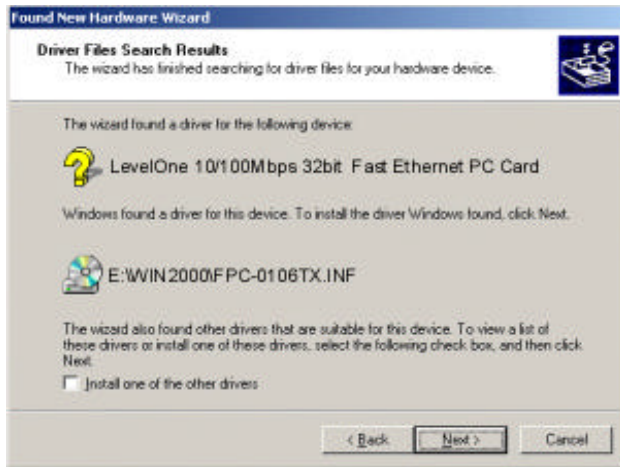 Found New Hardware Wizard
Driver Files Search Results
The wizard has finished searching for driver files for your hardware device.
The wizard found a driver for the following device:
LevelOne 10/100Mbps 32bit Fast Ethernet PC Card
Windows found a driver for this device. To install the driver Windows found, click Next.
E:\WIN2000\FPC-0106TX.INF
The wizard also found other drivers that are suitable for this device. To view a list of
these drivers or install one of these drivers, select the following check box, and then click
Next.
Install one of the other drivers
< Back
Next >
Cancel